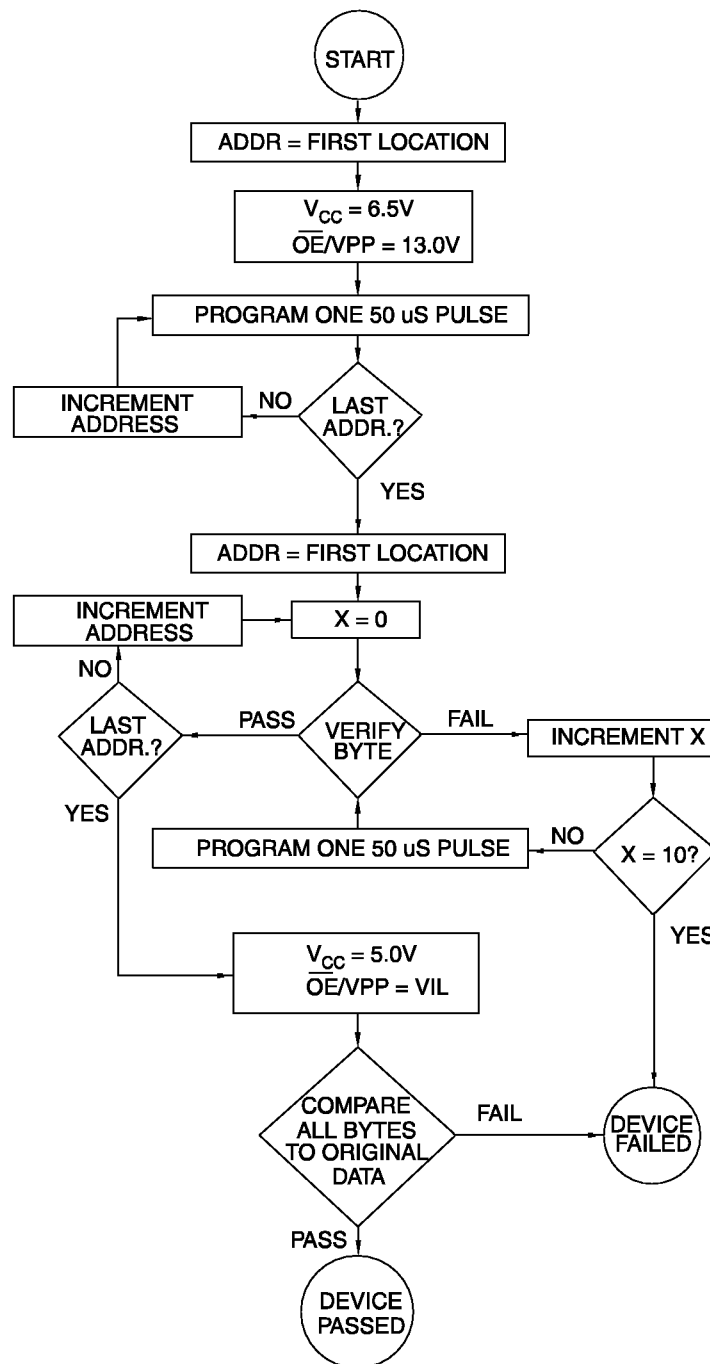 START
ADDR = FIRST LOCATION
VCC = 6.5V
OE/VPP = 13.0V
PROGRAM ONE 50 uS PULSE
INCREMENT
ADDRESS
NO
LAST
ADDR.?
YES
ADDR = FIRST LOCATION
INCREMENT
ADDRESS
X = 0
NO
LAST
ADDR.?
PASS
VERIFY
BYTE
FAIL
INCREMENT X
YES
PROGRAM ONE 50 uS PULSE
NO
X = 10?
YES
VCC = 5.0V
OE/VPP = VIL
COMPARE
ALL BYTES
TO ORIGINAL
DATA
FAIL
DEVICE
FAILED
PASS
DEVICE
PASSED